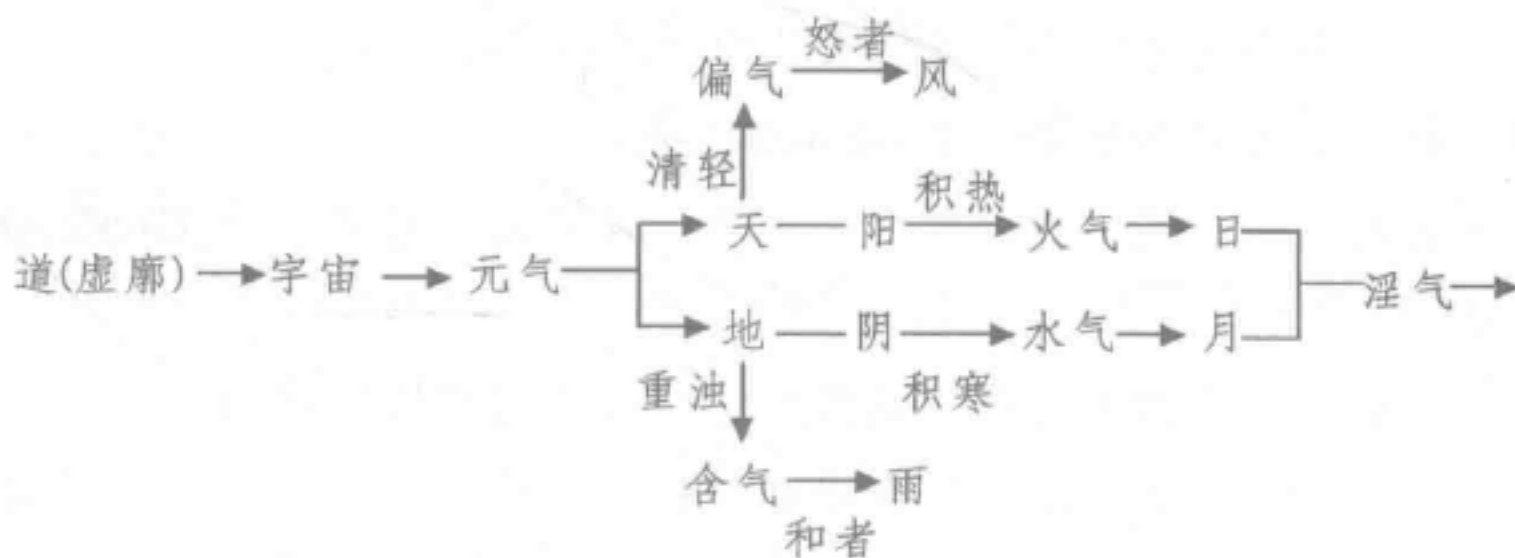 怒者
偏气 风
清轻
积热
天 阳 火气 日
道(虚廓) 宇宙 元气 淫气
地 阴 水气 月
重浊 积寒
含气 雨
和者